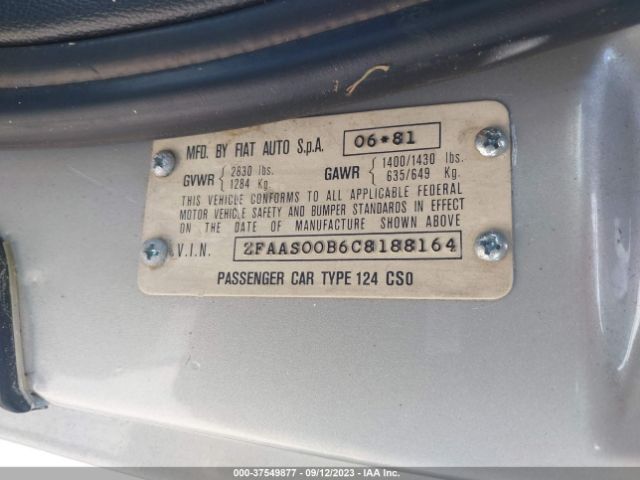 MFD. BY FIAT AUTO S.p.A. 06*81
GVWR { 2830 lbs. 1284 Kg. GAWR { 1400/1430 lbs. 635/649 Kg.
THIS VEHICLE CONFORMS TO ALL APPLICABLE FEDERAL
MOTOR VEHICLE SAFETY AND BUMPER STANDARDS IN EFFECT
ON THE DATE OF MANUFACTURE SHOWN ABOVE
V.I.N. ZFAAS00B6C8188164
PASSENGER CAR TYPE 124 CS0
000-37549877 - 09/12/2023 - IAA Inc.